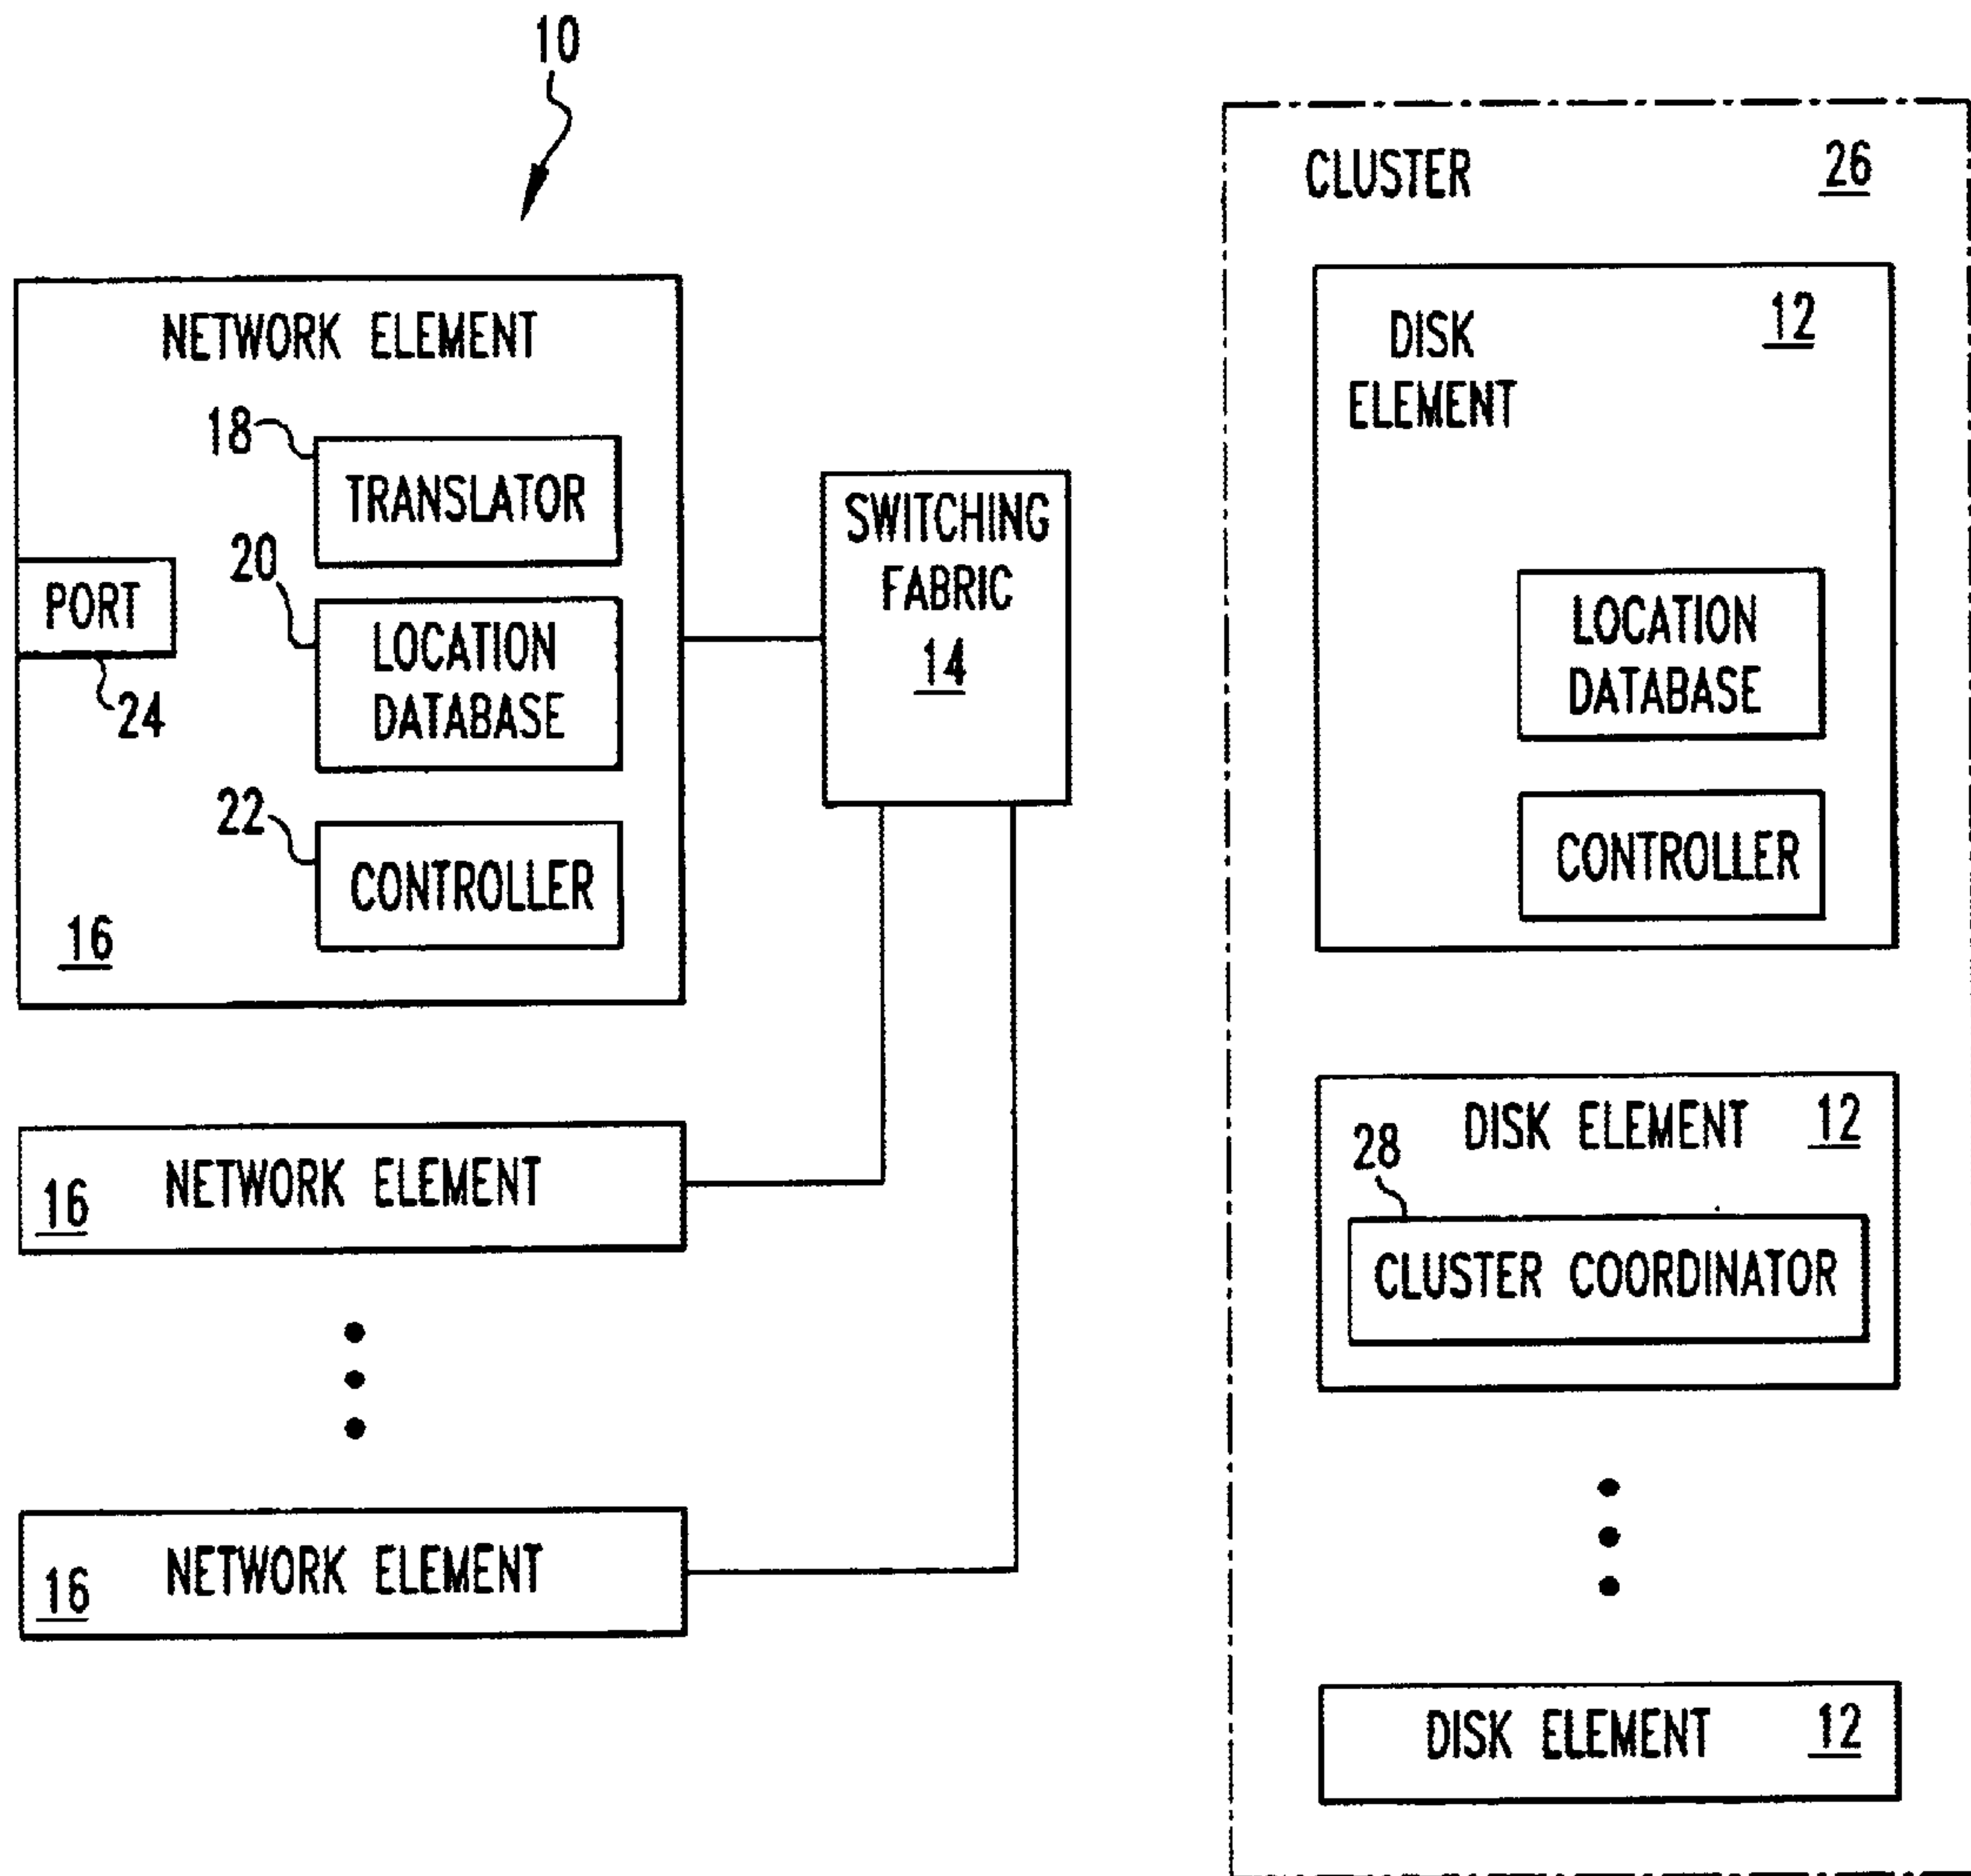 10
NETWORK ELEMENT
18
TRANSLATOR
20
LOCATION
DATABASE
PORT
24
22
CONTROLLER
16
SWITCHING
FABRIC
14
NETWORK ELEMENT
16
NETWORK ELEMENT
16
CLUSTER 26
DISK
ELEMENT
12
LOCATION
DATABASE
CONTROLLER
DISK ELEMENT 12
28
CLUSTER COORDINATOR
DISK ELEMENT 12